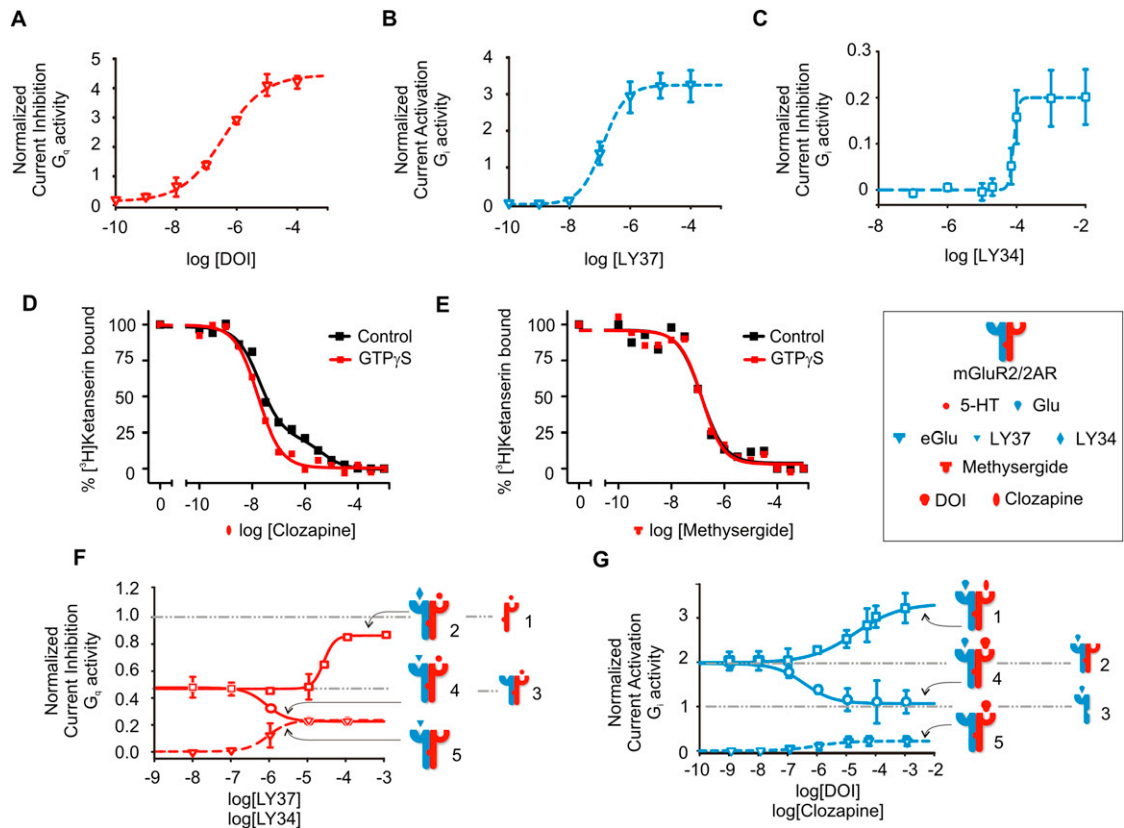 A
Normalized
Current Inhibition
Gq activity
5
4
3
2
1
0
-10
-8
-6
-4
log [DOI]
B
Normalized
Current Activation
Gi activity
4
3
2
1
0
-10
-8
-6
-4
log [LY37]
C
Normalized
Current Inhibition
Gi activity
0.3
0.2
0.1
0
-8
-6
-4
-2
log [LY34]
D
% [³H]Ketanserin bound
100
75
50
25
0
Control
GTPγS
0
-10
-8
-6
-4
log [Clozapine]
E
% [³H]Ketanserin bound
100
75
50
25
0
Control
GTPγS
0
-10
-8
-6
-4
log [Methysergide]
mGluR2/2AR
5-HT Glu
eGlu LY37 LY34
Methysergide
DOI Clozapine
F
Normalized
Current Inhibition
Gq activity
1.2
1.0
0.8
0.6
0.4
0.2
0.0
-9
-8
-7
-6
-5
-4
-3
log[LY37]
log[LY34]
2
1
4
3
5
G
Normalized
Current Activation
Gi activity
3
2
1
0
-10
-9
-8
-7
-6
-5
-4
-3
-2
log[DOI]
log[Clozapine]
1
2
4
3
5